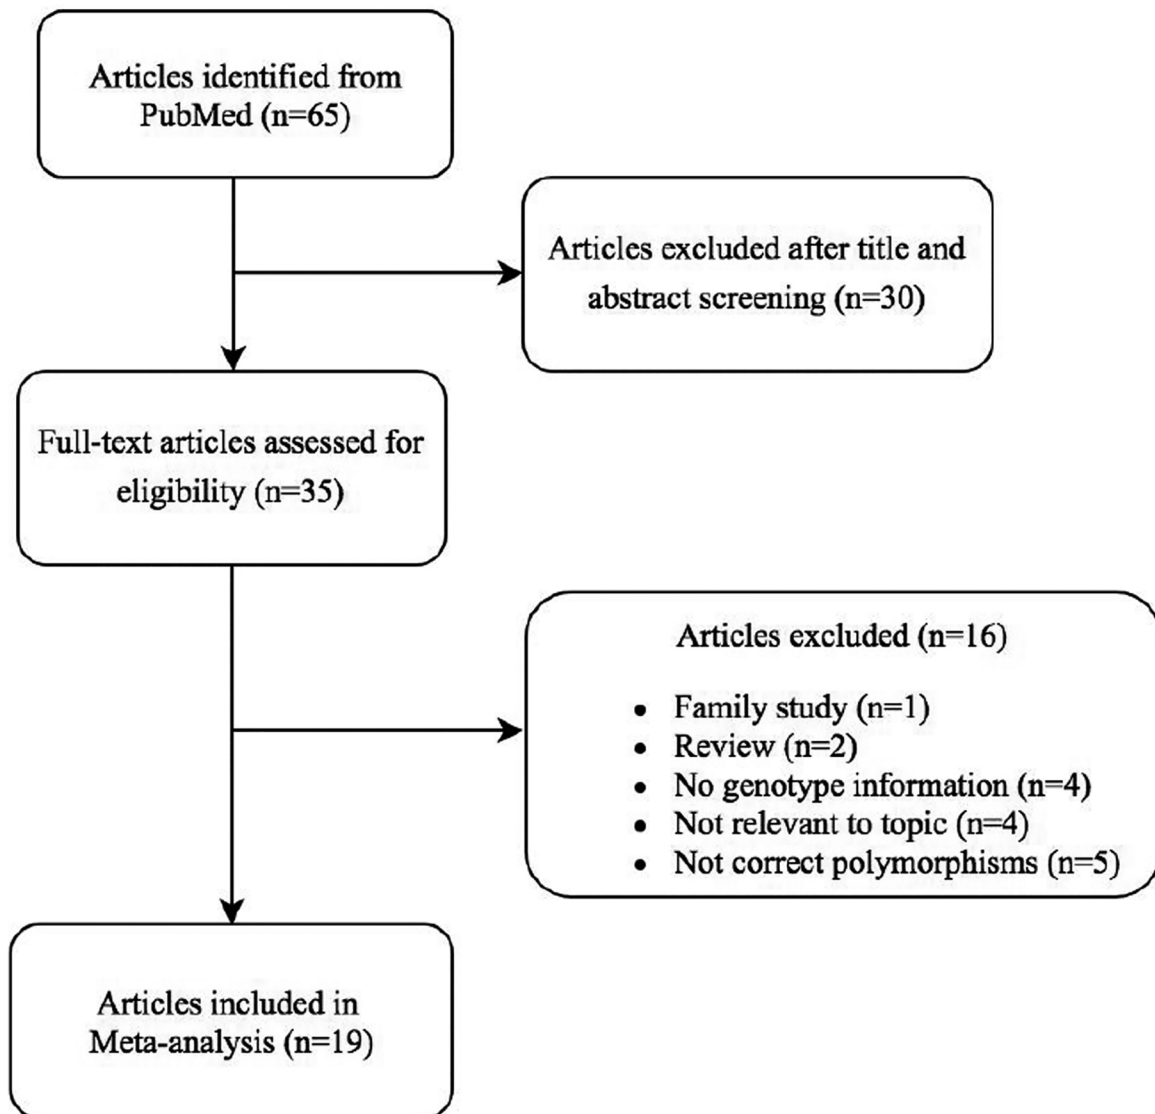 Articles identified from
PubMed (n=65)
Articles excluded after title and
abstract screening (n=30)
Full-text articles assessed for
eligibility (n=35)
Articles excluded (n=16)
• Family study (n=1)
• Review (n=2)
• No genotype information (n=4)
• Not relevant to topic (n=4)
• Not correct polymorphisms (n=5)
Articles included in
Meta-analysis (n=19)